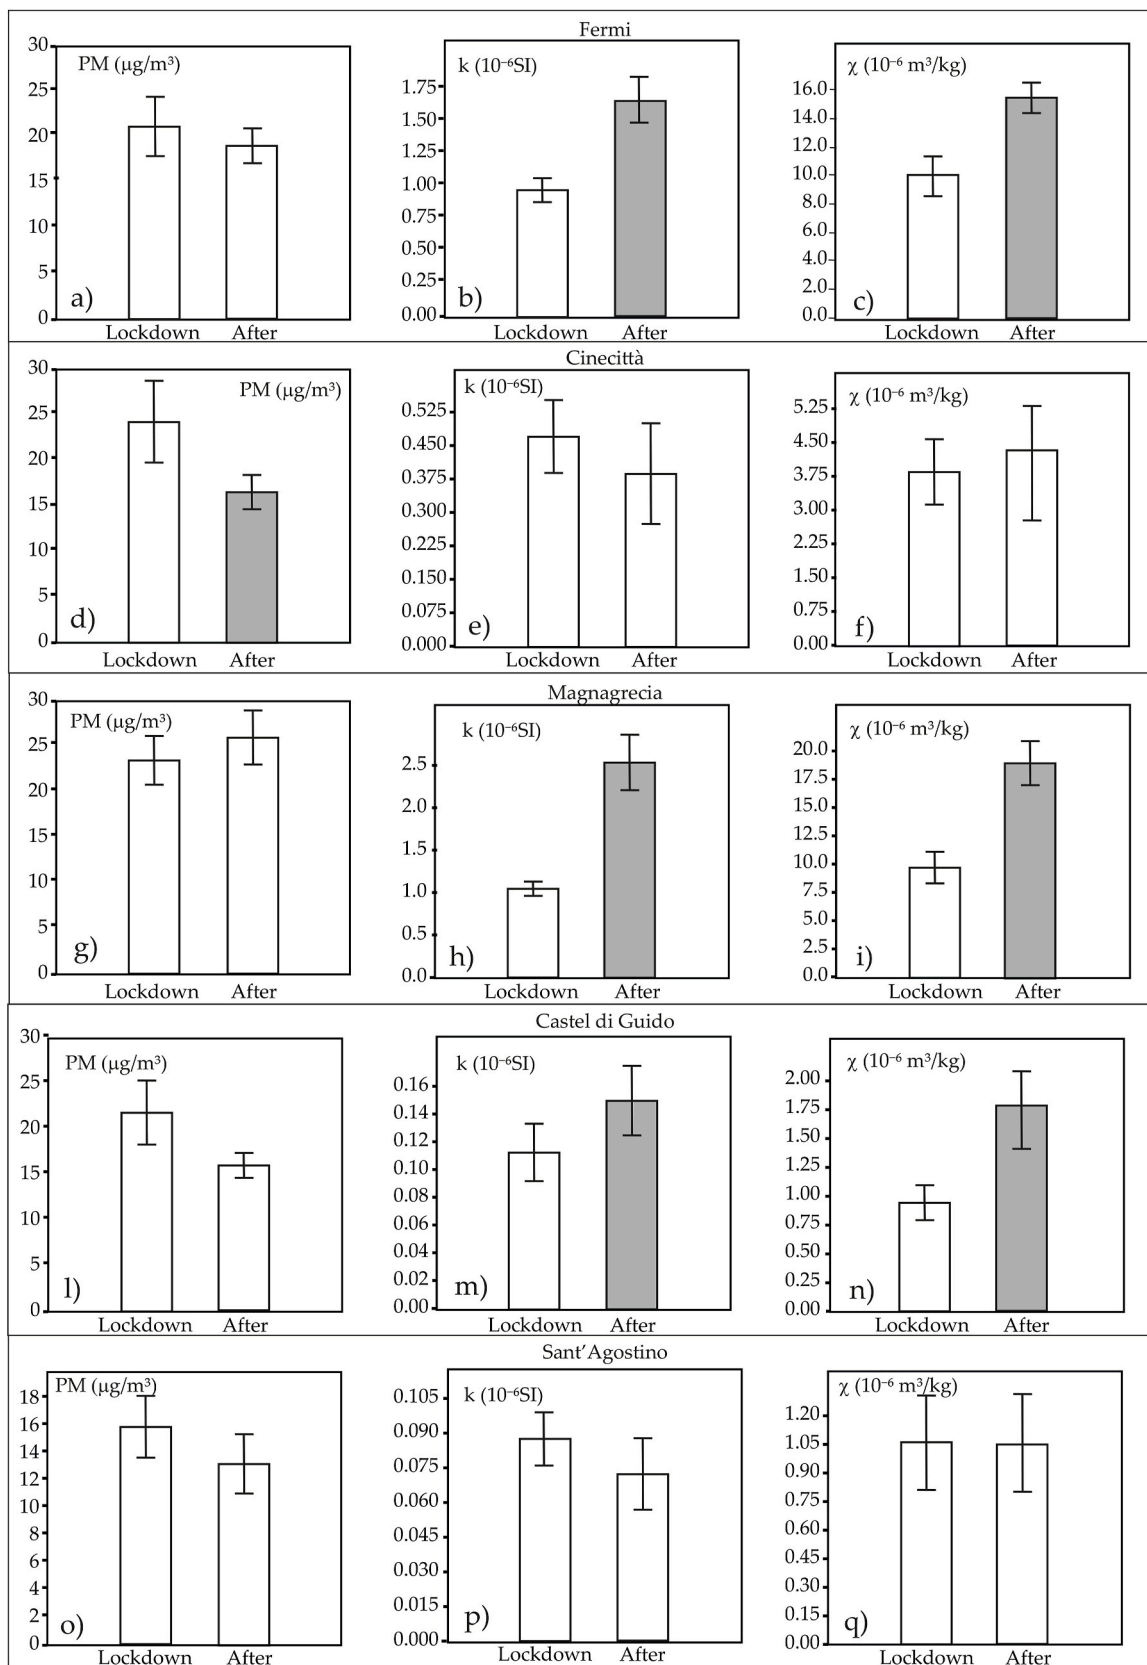 Fermi
30
25
20
15
10
5
0
PM (µg/m³)
a)
Lockdown After
k (10⁻⁶SI)
1.75
1.50
1.25
1.00
0.75
0.50
0.25
0.00
b)
Lockdown After
χ (10⁻⁶ m³/kg)
16.0
14.0
12.0
10.0
8.0
6.0
4.0
2.0
0.0
c)
Lockdown After
Cinecittà
30
25
20
15
10
5
0
PM (µg/m³)
d)
Lockdown After
k (10⁻⁶SI)
0.525
0.450
0.375
0.300
0.225
0.150
0.075
0.000
e)
Lockdown After
χ (10⁻⁶ m³/kg)
5.25
4.50
3.75
3.00
2.25
1.50
0.75
0.00
f)
Lockdown After
Magnagrecia
30
25
20
15
10
5
0
PM (µg/m³)
g)
Lockdown After
k (10⁻⁶SI)
2.5
2.0
1.5
1.0
0.5
0.0
h)
Lockdown After
χ (10⁻⁶ m³/kg)
20.0
17.5
15.0
12.5
10.0
7.5
5.0
2.5
0.0
i)
Lockdown After
Castel di Guido
30
25
20
15
10
5
0
PM (µg/m³)
l)
Lockdown After
k (10⁻⁶SI)
0.16
0.14
0.12
0.10
0.08
0.06
0.04
0.02
0.00
m)
Lockdown After
χ (10⁻⁶ m³/kg)
2.00
1.75
1.50
1.25
1.00
0.75
0.50
0.25
0.00
n)
Lockdown After
Sant’Agostino
PM (µg/m³)
18
16
14
12
10
8
6
4
2
0
o)
Lockdown After
k (10⁻⁶SI)
0.105
0.090
0.075
0.060
0.045
0.030
0.015
0.000
p)
Lockdown After
χ (10⁻⁶ m³/kg)
1.20
1.05
0.90
0.75
0.60
0.45
0.30
0.15
0.00
q)
Lockdown After